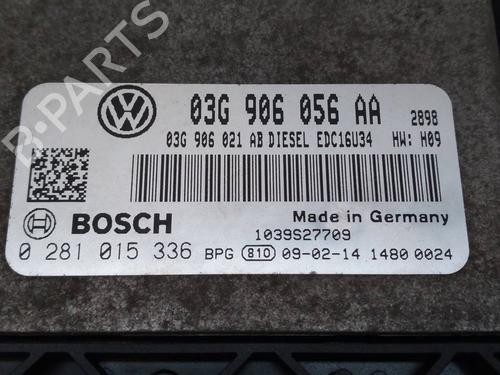 03G 906 056 AA 2898
03G 906 021 AB DIESEL EDC16U34 HW: H09
BOSCH
Made in Germany
1039S27709
0 281 015 336 BPG 810 09-02-14 1480 0024
B-PARTS